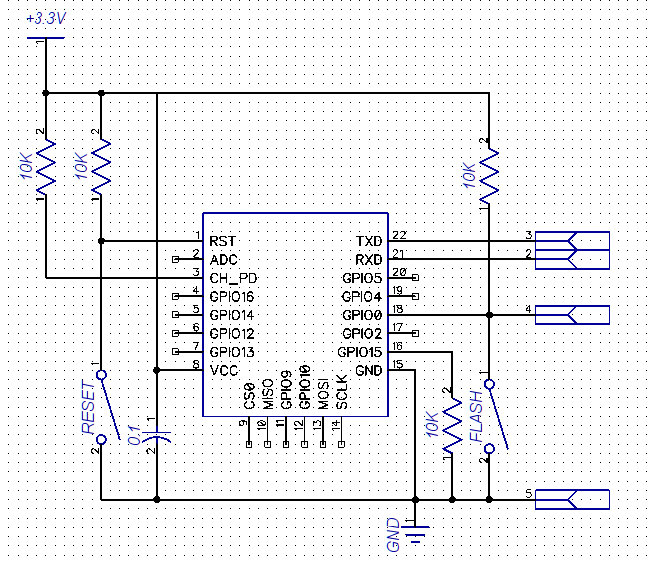 +3.3V
1
2
2
2
10K
10K
10K
1
1
1
1 RST
2 ADC
3 CH_PD
4 GPIO16
5 GPIO14
6 GPIO12
7 GPIO13
8 VCC
TXD 22
RXD 21
GPIO5 20
GPIO4 19
GPIO0 18
GPIO2 17
GPIO15 16
GND 15
3
2
4
CS0
MISO
GPIO9
GPIO10
MOSI
SCLK
9
10
11
12
13
14
1
RESET
2
0.1
1
2
2
10K
1
1
FLASH
2
5
1
GND